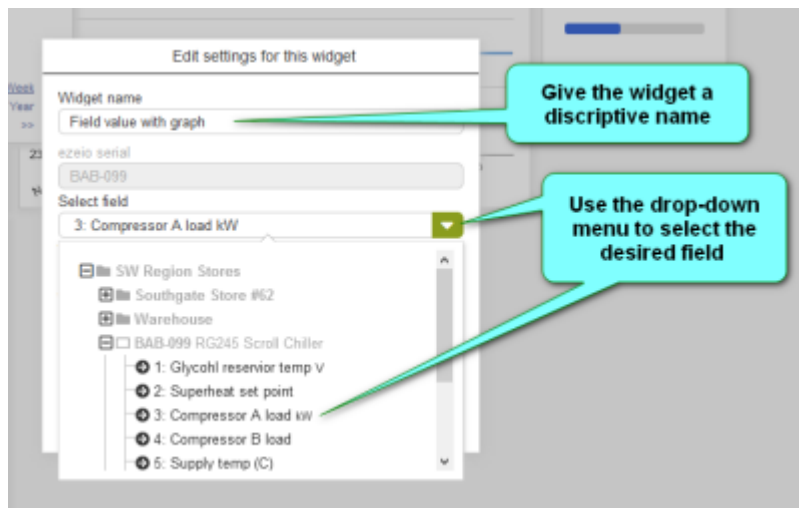 Edit settings for this widget
Week
Year
>>
Widget name
Field value with graph
Give the widget a
discriptive name
23
ezeio serial
BAB-099
Select field
3: Compressor A load kW
Use the drop-down
menu to select the
desired field
SW Region Stores
Southgate Store #62
Warehouse
BAB-099 RG245 Scroll Chiller
1: Glycohl reservior temp V
2: Superheat set point
3: Compressor A load kW
4: Compressor B load
5: Supply temp (C)